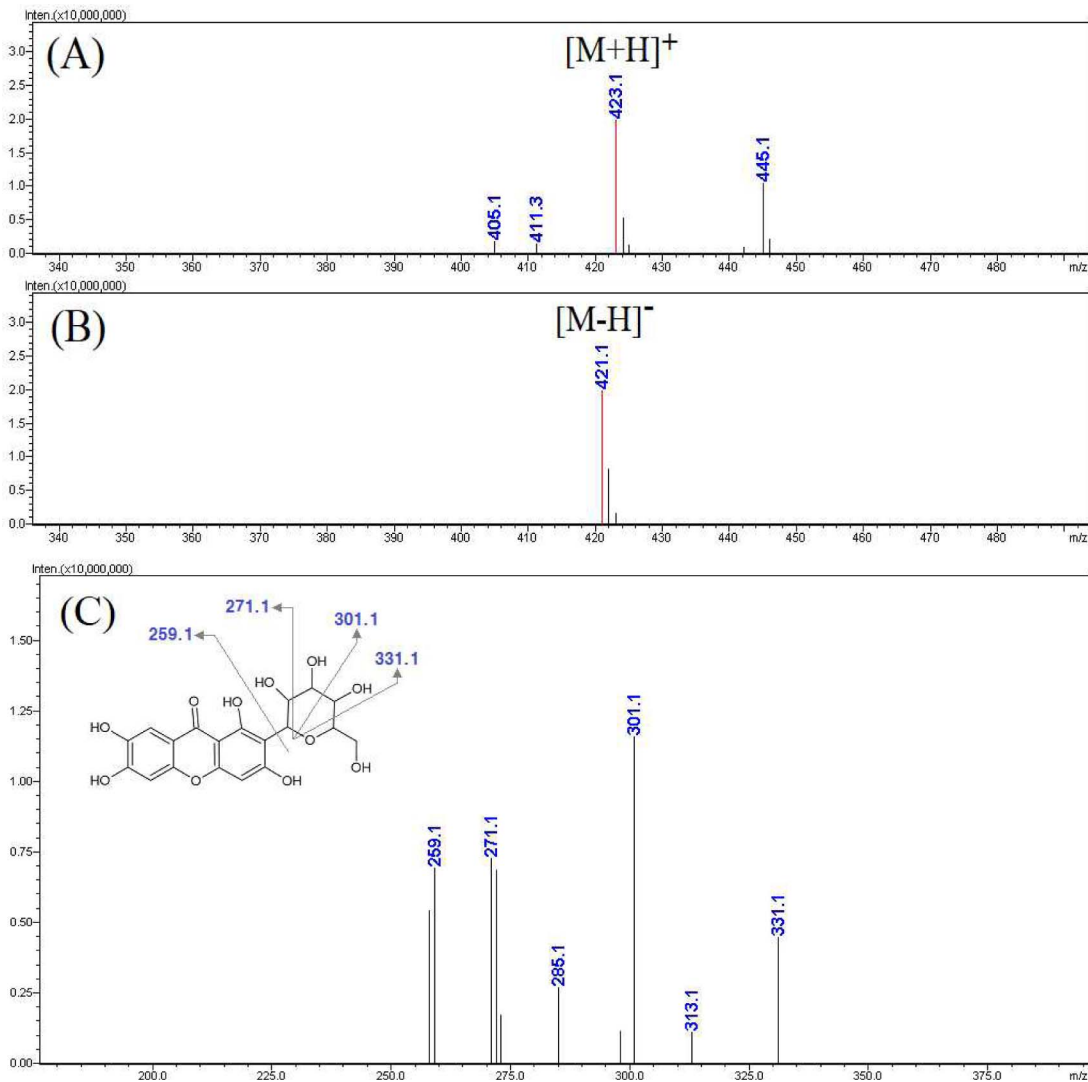 Inten.(x10,000,000)
(A)
[M+H]+
3.0
2.5
2.0
1.5
1.0
0.5
0.0
405.1
411.3
423.1
445.1
340 350 360 370 380 390 400 410 420 430 440 450 460 470 480 m/z
Inten.(x10,000,000)
(B)
[M-H]-
3.0
2.5
2.0
1.5
1.0
0.5
0.0
421.1
340 350 360 370 380 390 400 410 420 430 440 450 460 470 480 m/z
Inten.(x10,000,000)
(C)
1.50
1.25
1.00
0.75
0.50
0.25
0.00
271.1
301.1
259.1
331.1
OH
HO
OH
O
HO
HO
O
HO
O
OH
OH
259.1
271.1
285.1
301.1
313.1
331.1
200.0 225.0 250.0 275.0 300.0 325.0 350.0 375.0 m/z